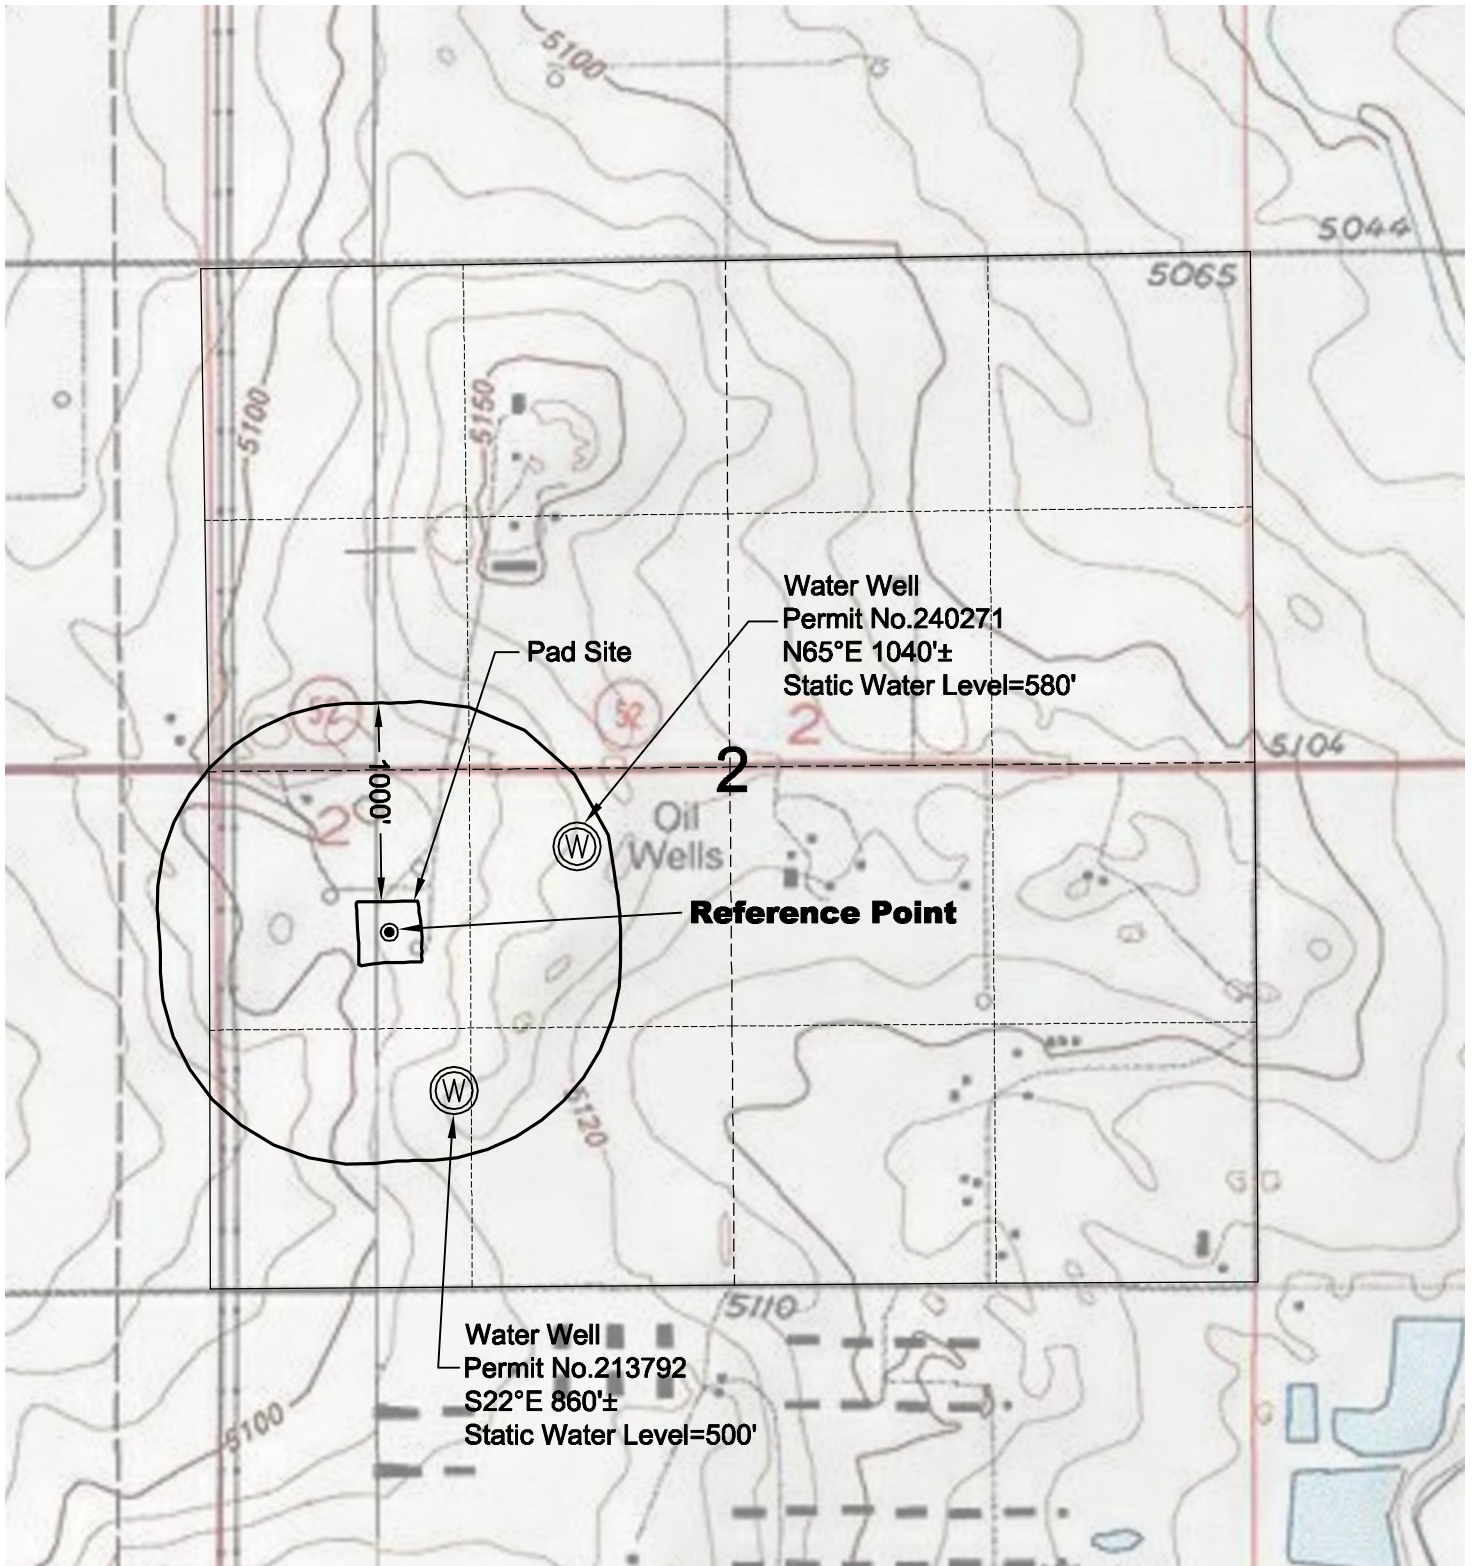 5100
5044
5065
5100
5150
Water Well
Permit No.240271
N65°E 1040'±
Static Water Level=580'
Pad Site
52
52
2
5104
2
1000'
2
Oil
Wells
W
Reference Point
W
5120
5110
Water Well
Permit No.213792
S22°E 860'±
Static Water Level=500'
5100